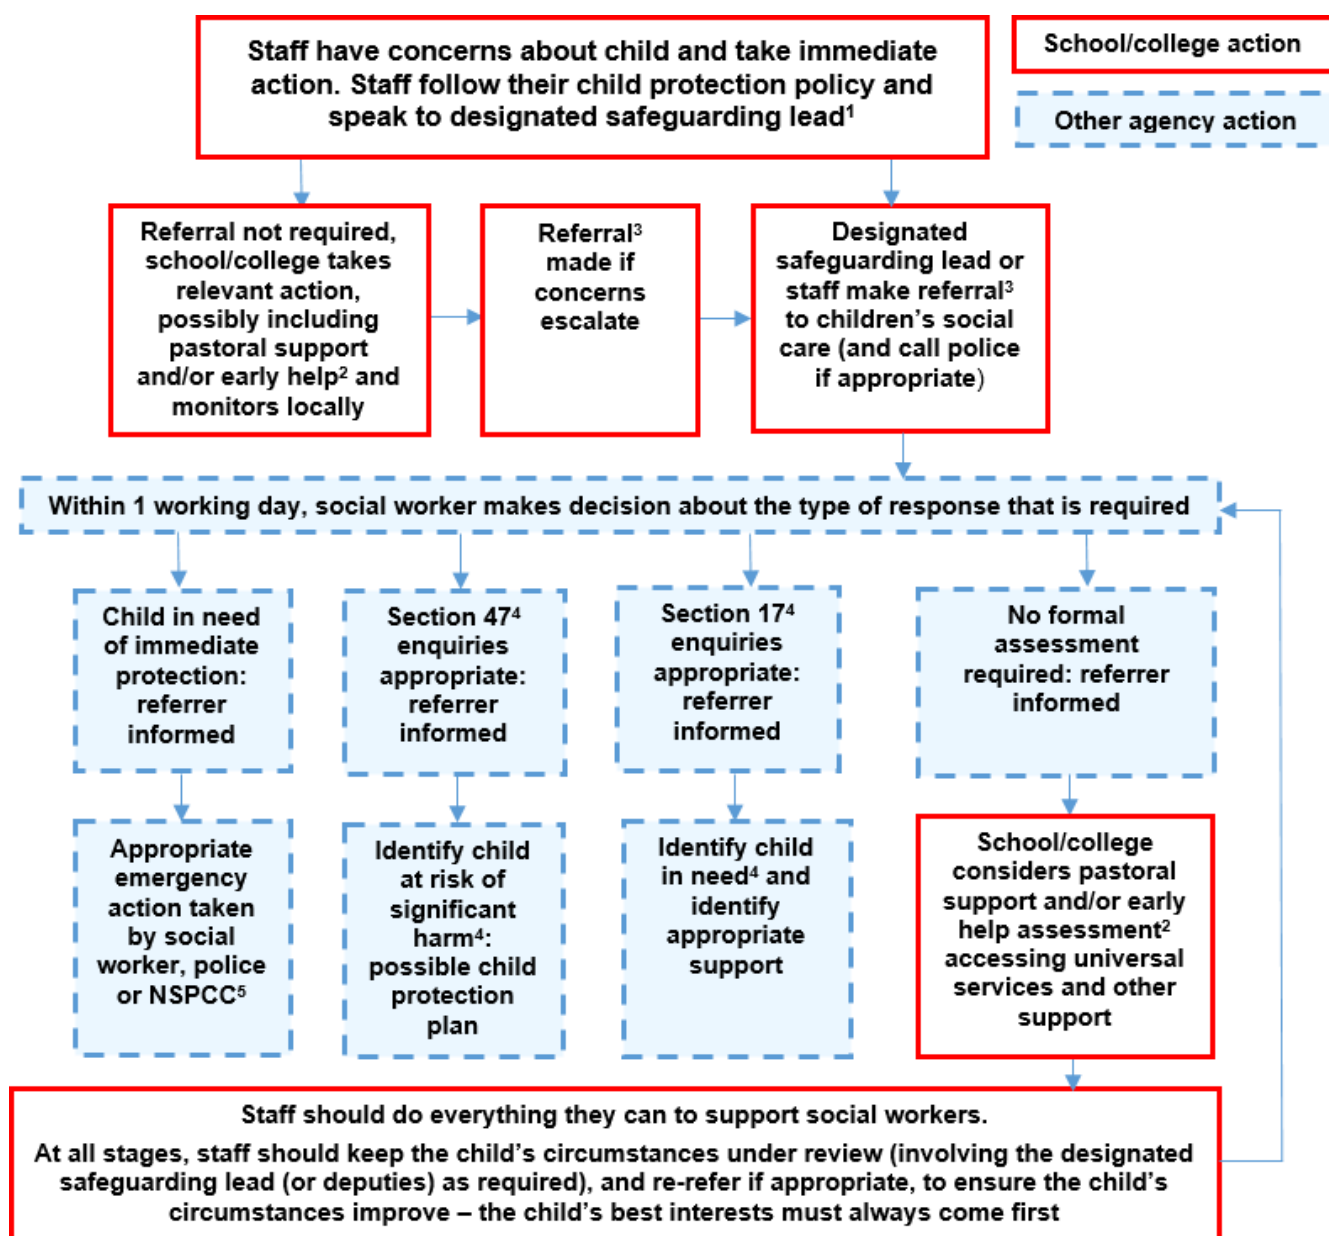 Staff have concerns about child and take immediate
action. Staff follow their child protection policy and
speak to designated safeguarding lead¹
School/college action
Other agency action
Referral not required,
school/college takes
relevant action,
possibly including
pastoral support
and/or early help² and
monitors locally
Referral³
made if
concerns
escalate
Designated
safeguarding lead or
staff make referral³
to children’s social
care (and call police
if appropriate)
Within 1 working day, social worker makes decision about the type of response that is required
Child in need
of immediate
protection:
referrer
informed
Section 47⁴
enquiries
appropriate:
referrer
informed
Section 17⁴
enquiries
appropriate:
referrer
informed
No formal
assessment
required: referrer
informed
Appropriate
emergency
action taken
by social
worker, police
or NSPCC⁵
Identify child
at risk of
significant
harm⁴:
possible child
protection
plan
Identify child
in need⁴ and
identify
appropriate
support
School/college
considers pastoral
support and/or early
help assessment²
accessing universal
services and other
support
Staff should do everything they can to support social workers.
At all stages, staff should keep the child’s circumstances under review (involving the designated
safeguarding lead (or deputies) as required), and re-refer if appropriate, to ensure the child’s
circumstances improve – the child’s best interests must always come first